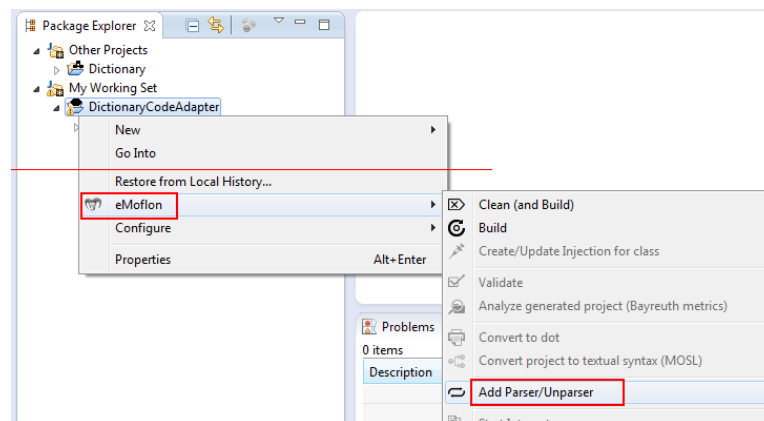 Package Explorer
Other Projects
Dictionary
My Working Set
DictionaryCodeAdapter
New
Go Into
Restore from Local History...
eMoflon
Configure
Properties Alt+Enter
Clean (and Build)
Build
Create/Update Injection for class
Validate
Analyze generated project (Bayreuth metrics)
Convert to dot
Convert project to textual syntax (MOSL)
Add Parser/Unparser
Problems
0 items
Description